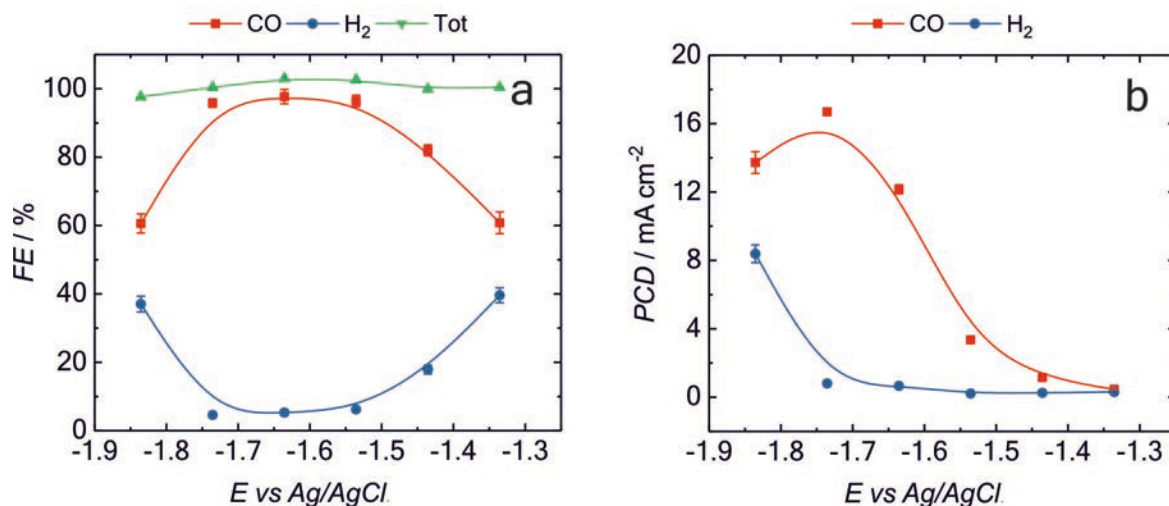 CO H₂ Tot
a
FE / %
100
80
60
40
20
0
-1.9 -1.8 -1.7 -1.6 -1.5 -1.4 -1.3
E vs Ag/AgCl.
CO H₂
b
PCD / mA cm⁻²
20
16
12
8
4
0
-1.9 -1.8 -1.7 -1.6 -1.5 -1.4 -1.3
E vs Ag/AgCl.